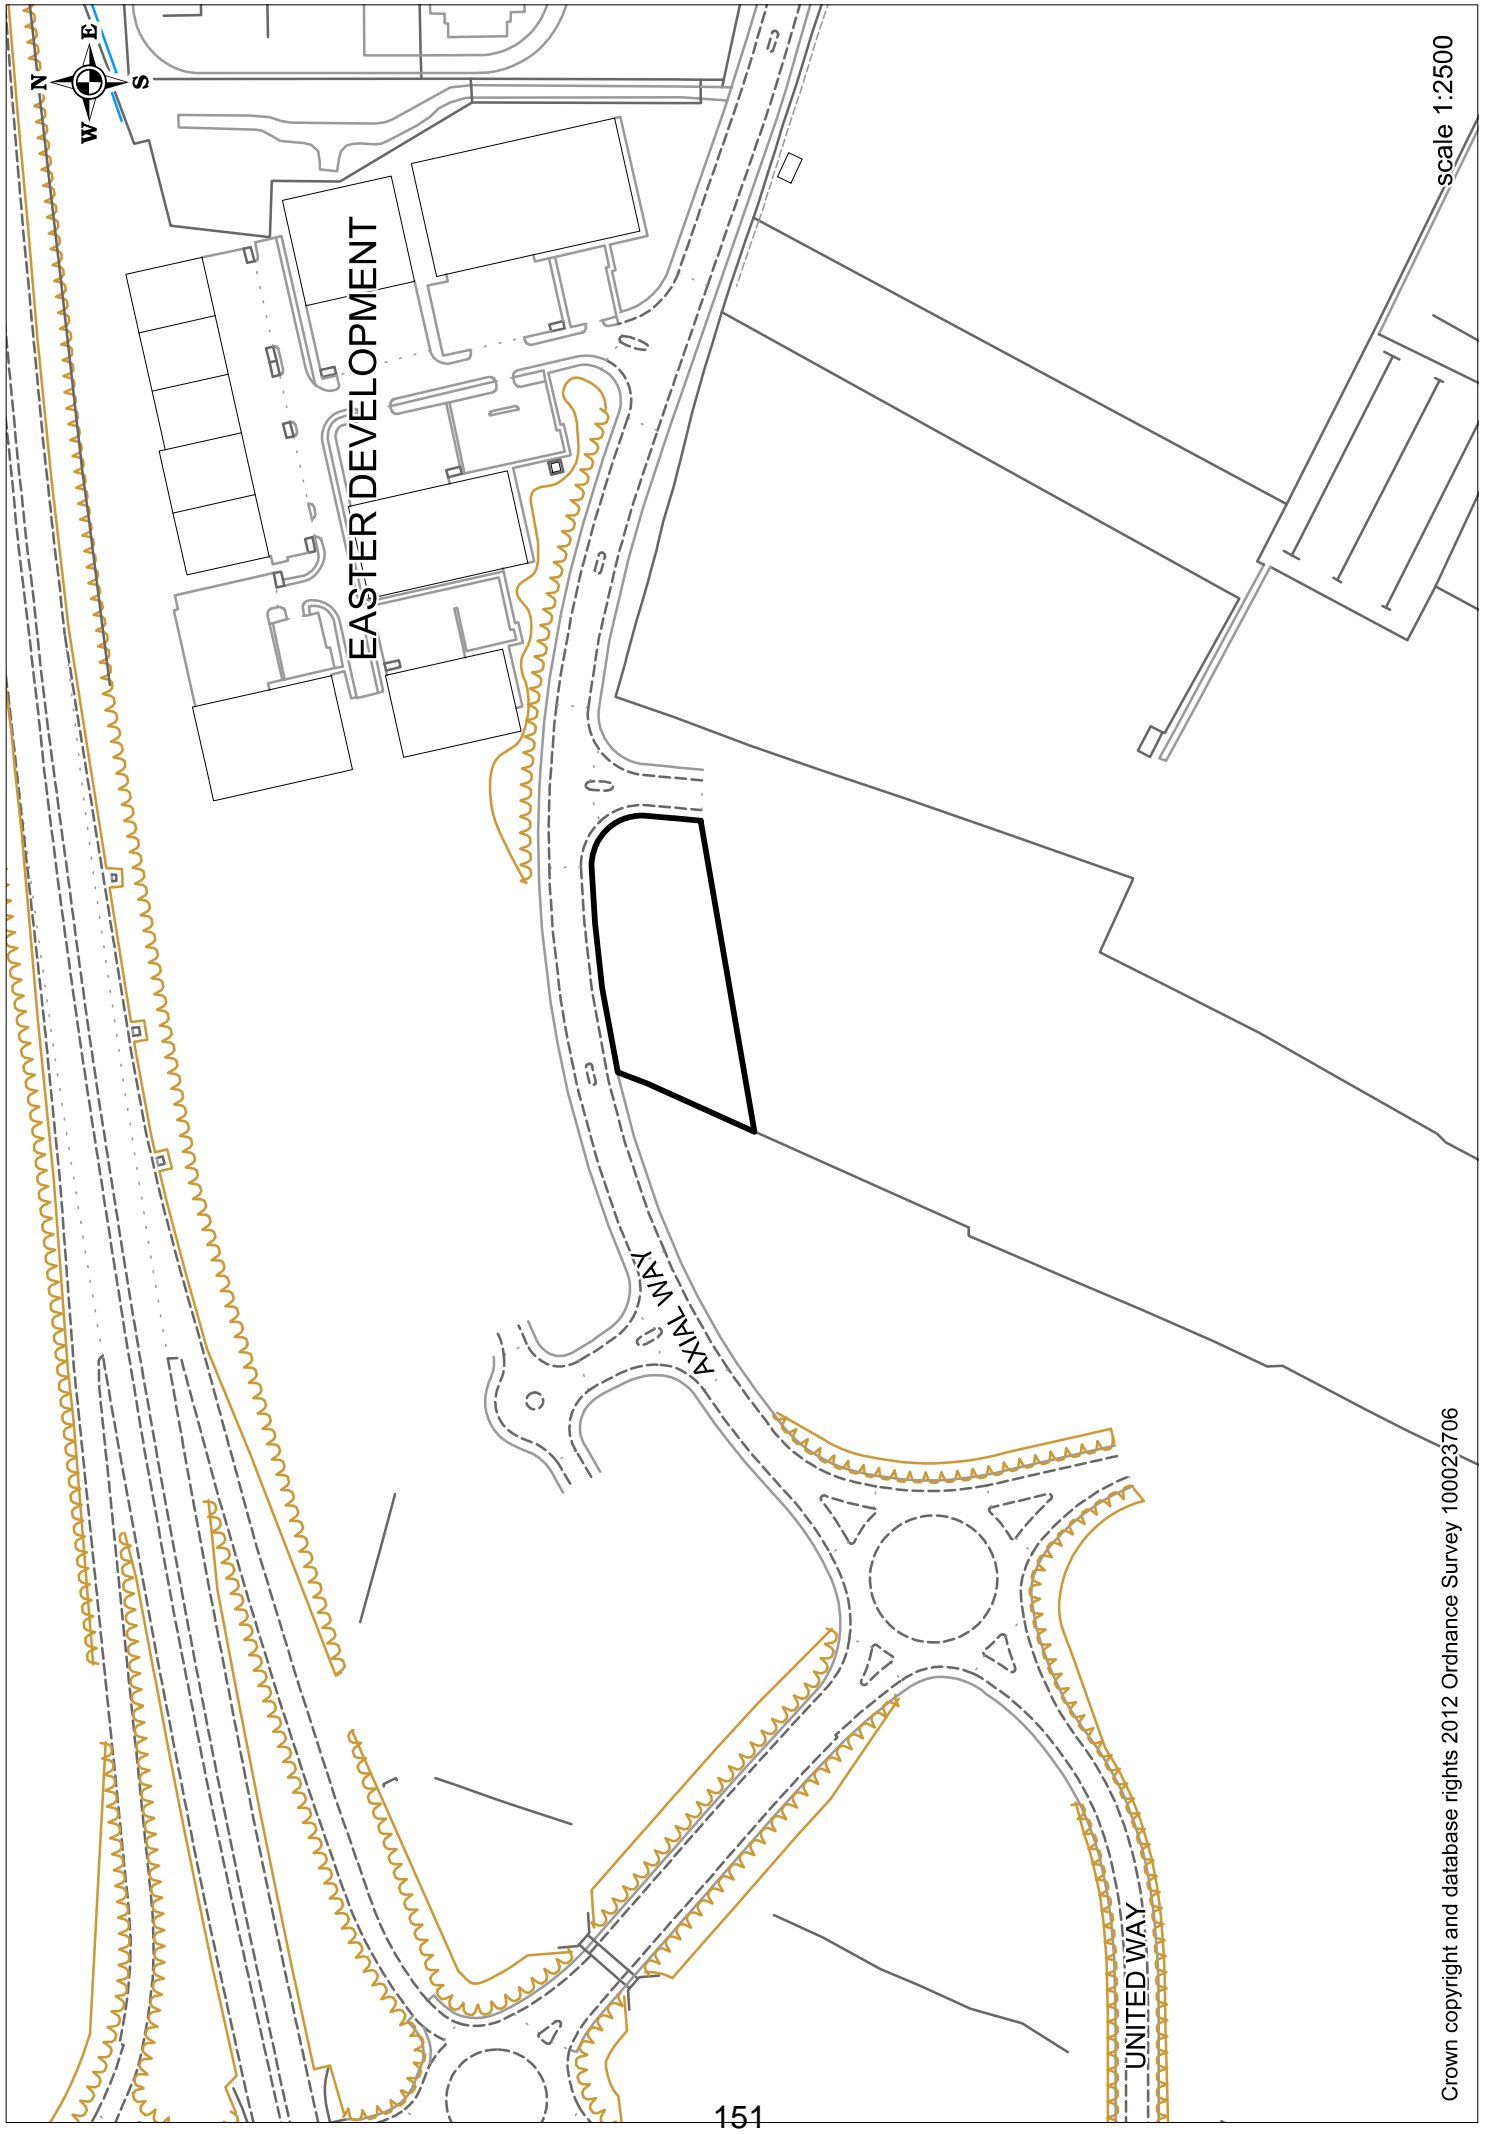 N
E
S
W
scale 1:2500
EASTER DEVELOPMENT
AXIAL WAY
UNITED WAY
Crown copyright and database rights 2012 Ordnance Survey 100023706
151